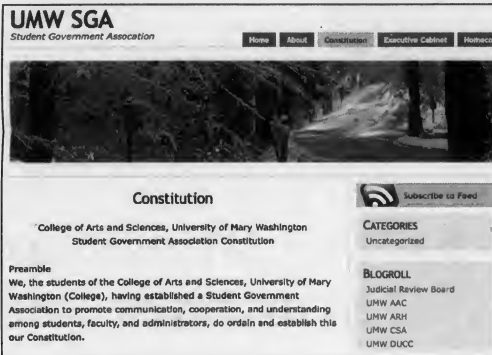 UMW SGA
Student Government Assocation
Home About Constitution Executive Cabinet
Constitution
College of Arts and Sciences, University of Mary Washington
Student Government Association Constitution
Preamble
We, the students of the College of Arts and Sciences, University of Mary
Washington (College), having established a Student Government
Association to promote communication, cooperation, and understanding
among students, faculty, and administrators, do ordain and establish this
our Constitution.
Subscribe to Feed
CATEGORIES
Uncategorized
BLOGROLL
Judicial Review Board
UMW AAC
UMW ARH
UMW CSA
UMW DUCC